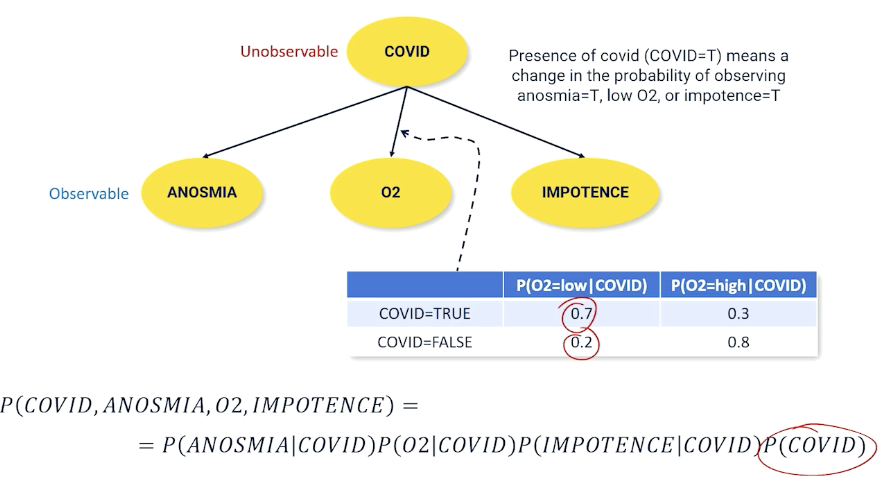 Unobservable
COVID
Presence of covid (COVID=T) means a
change in the probability of observing
anosmia=T, low O2, or impotence=T
Observable
ANOSMIA
O2
IMPOTENCE
P(O2=low|COVID) P(O2=high|COVID)
COVID=TRUE 0.7 0.3
COVID=FALSE 0.2 0.8
P(COVID, ANOSMIA, O2, IMPOTENCE) =
= P(ANOSMIA|COVID)P(O2|COVID)P(IMPOTENCE|COVID)P(COVID)